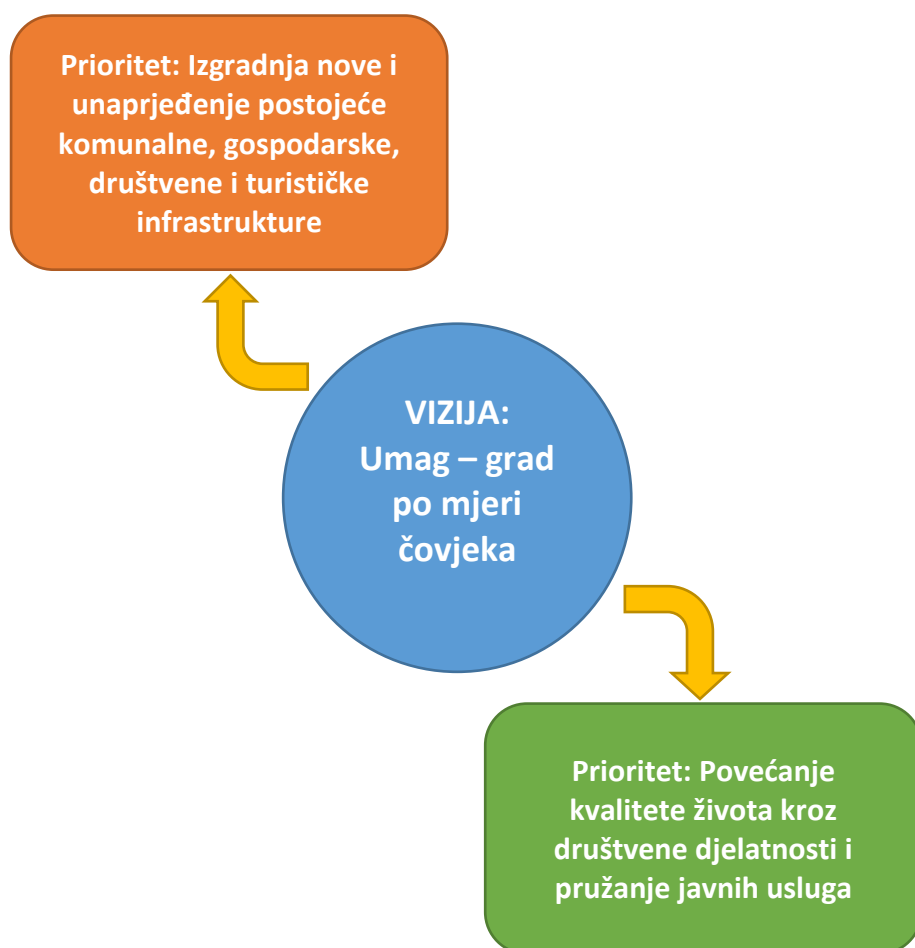 Prioritet: Izgradnja nove i
unaprjeđenje postojeće
komunalne, gospodarske,
društvene i turističke
infrastrukture
VIZIJA:
Umag – grad
po mjeri
čovjeka
Prioritet: Povećanje
kvalitete života kroz
društvene djelatnosti i
pružanje javnih usluga